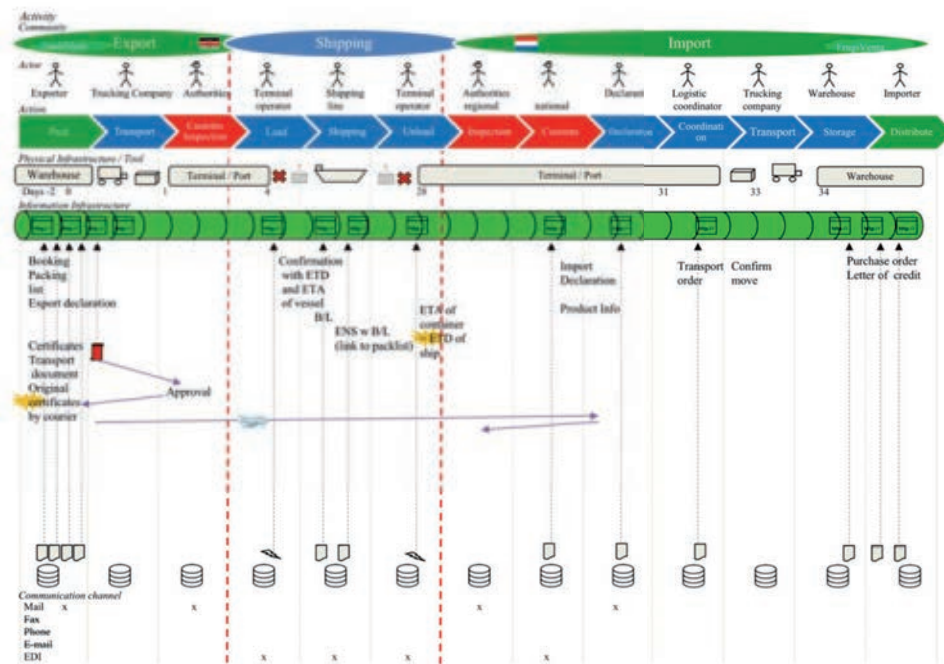 Activity
Community
Export
Shipping
Import
Actor
Exporter
Trucking Company
Authorities
Terminal
operator
Shipping
line
Terminal
operator
Authorities
regional
national
Declarant
Logistic
coordinator
Trucking
company
Warehouse
Importer
Action
Pack
Transport
Customs
Inspection
Load
Shipping
Unload
Inspection
Customs
Declaration
Coordinati
on
Transport
Storage
Distribute
Physical Infrastructure / Tool
Warehouse
Terminal / Port
Terminal / Port
Warehouse
Days -2
0
1
4
28
31
33
34
Information Infrastructure
Booking
Packing
list
Export declaration
Confirmation
with ETD
and ETA
of vessel
B/L
ENS w B/L
(link to packlist)
ETA of
container
= ETD of
ship
Import
Declaration
Product Info
Transport
order
Confirm
move
Purchase order
Letter of credit
Certificates
Transport
document
Original
certificates
by courier
Approval
Communication channel
Mail x x x x
Fax
Phone
E-mail
EDI x x x x